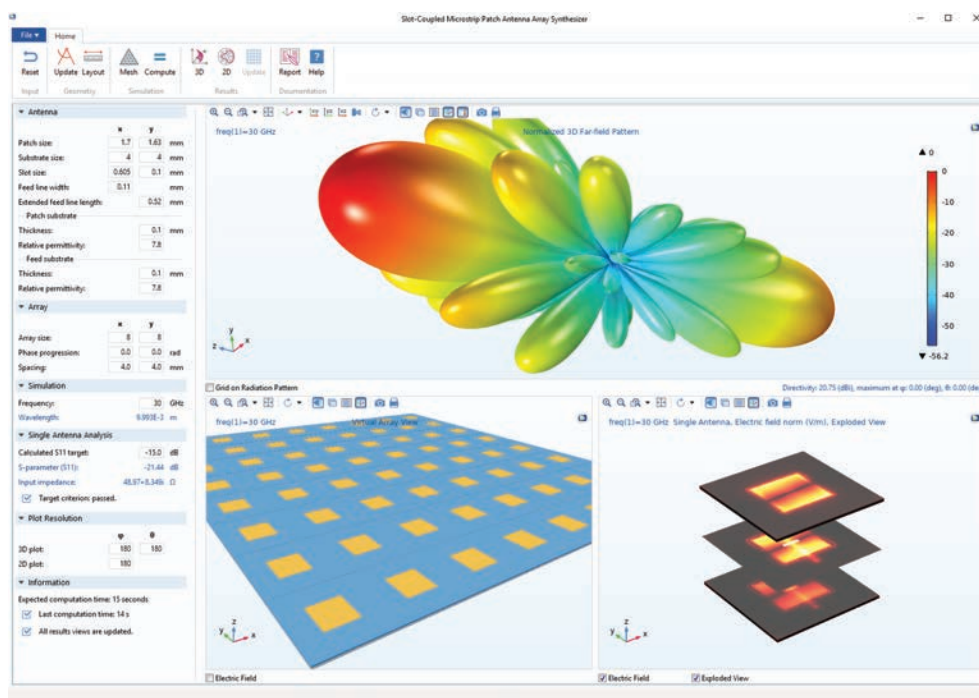 Slot-Coupled Microstrip Patch Antenna Array Synthesizer
File ▾ Home
Reset Update Layout Mesh Compute 3D 2D Update Report Help
Input Geometry Simulation Results Documentation
Antenna
x y
Patch size: 1.7 1.63 mm
Substrate size: 4 4 mm
Slot size: 0.605 0.1 mm
Feed line width: 0.11 mm
Extended feed line length: 0.52 mm
Patch substrate
Thickness: 0.1 mm
Relative permittivity: 7.8
Feed substrate
Thickness: 0.1 mm
Relative permittivity: 7.8
Array
x y
Array size: 8 8
Phase progression: 0.0 0.0 rad
Spacing: 4.0 4.0 mm
Simulation
Frequency: 30 GHz
Wavelength: 9.993E-3 m
Single Antenna Analysis
Calculated S11 target: -15.0 dB
S-parameter (S11): -21.44 dB
Input impedance: 48.97+8.348i Ω
Target criterion: passed.
Plot Resolution
φ θ
3D plot: 180 180
2D plot: 180
Information
Expected computation time: 15 seconds
Last computation time: 14 s
All results views are updated.
freq(1)=30 GHz Normalized 3D Far-field Pattern
▲ 0
0
-10
-20
-30
-40
-50
▼ -56.2
y
z x
Grid on Radiation Pattern
Directivity: 20.75 (dBi), maximum at φ: 0.00 (deg), θ: 0.00 (de
freq(1)=30 GHz Virtual Array View
z
y x
Electric Field
freq(1)=30 GHz Single Antenna, Electric field norm (V/m), Exploded View
z
y x
Electric Field Exploded View